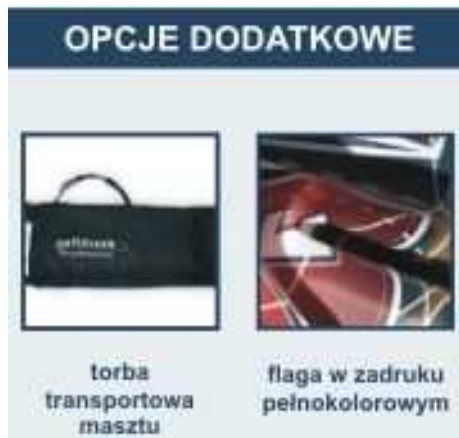 OPCJE DODATKOWE
torba
transportowa
masztu
flaga w zadruku
pełnokolorowym